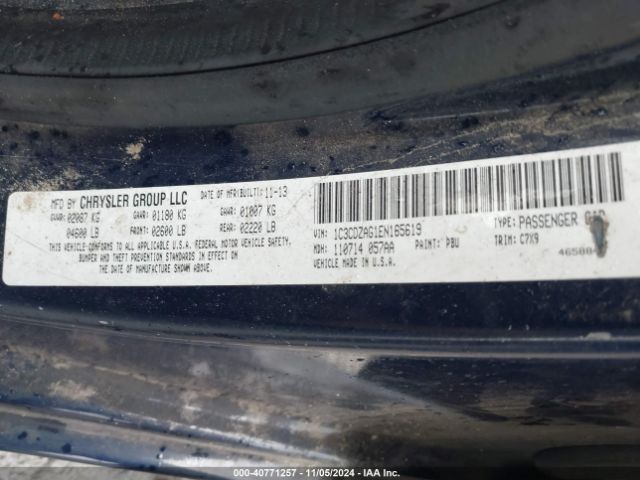 MFD BY CHRYSLER GROUP LLC DATE OF MFR(BUILT): 11-13
GVWR: 02087 KG GAWR: 01180 KG GAWR: 01007 KG
04600 LB FRONT: 02600 LB REAR: 02220 LB
THIS VEHICLE CONFORMS TO ALL APPLICABLE U.S.A. FEDERAL MOTOR VEHICLE SAFETY,
BUMPER AND THEFT PREVENTION STANDARDS IN EFFECT ON
THE DATE OF MANUFACTURE SHOWN ABOVE.
VIN: 1C3CDZAG1EN165619 TYPE: PASSENGER
MDH: 110714 057AA PAINT: PBU TRIM: C7X9
VEHICLE MADE IN U.S.A.
000-40771257 - 11/05/2024 - IAA Inc.